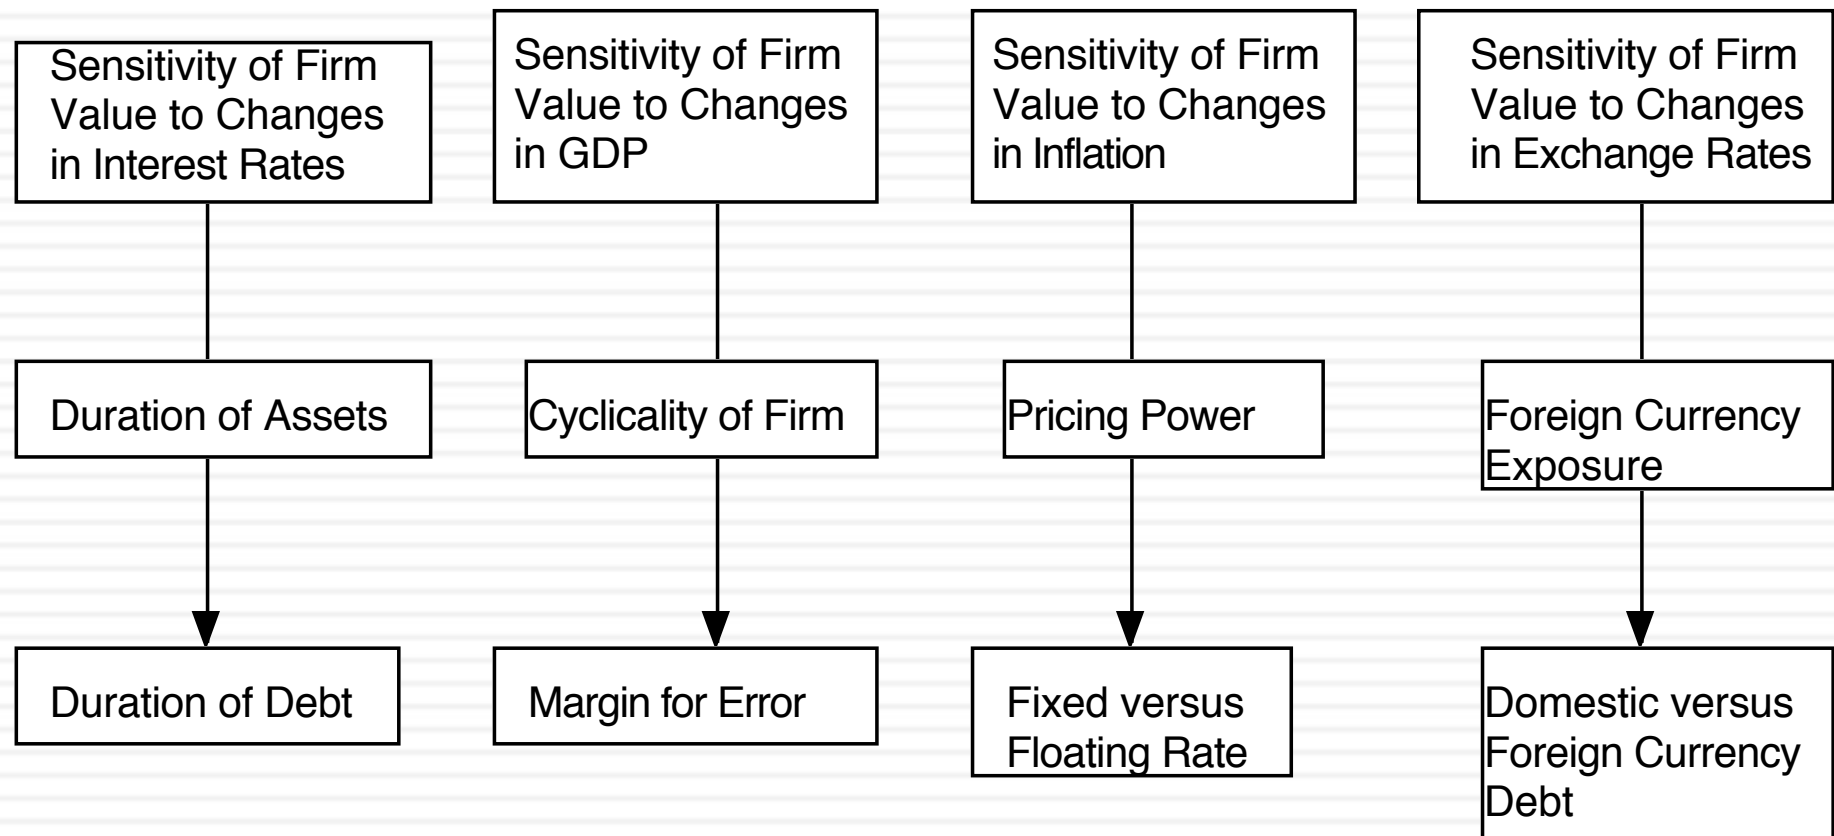 Sensitivity of Firm
Value to Changes
in Interest Rates
Sensitivity of Firm
Value to Changes
in GDP
Sensitivity of Firm
Value to Changes
in Inflation
Sensitivity of Firm
Value to Changes
in Exchange Rates
Duration of Assets
Cyclicality of Firm
Pricing Power
Foreign Currency
Exposure
Duration of Debt
Margin for Error
Fixed versus
Floating Rate
Domestic versus
Foreign Currency
Debt